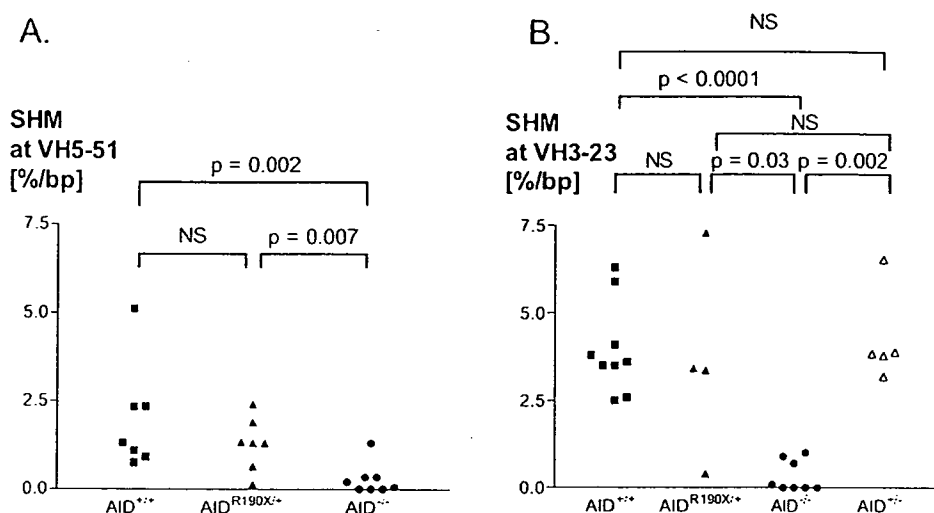 A.
SHM
at VH5-51
[%/bp]
p = 0.002
NS
p = 0.007
7.5
5.0
2.5
0.0
AID+/+
AIDR190X/+
AID-/-
B.
NS
p < 0.0001
SHM
at VH3-23
[%/bp]
NS
NS
p = 0.03
p = 0.002
7.5
5.0
2.5
0.0
AID+/+
AIDR190X/+
AID-/-
AID+/-